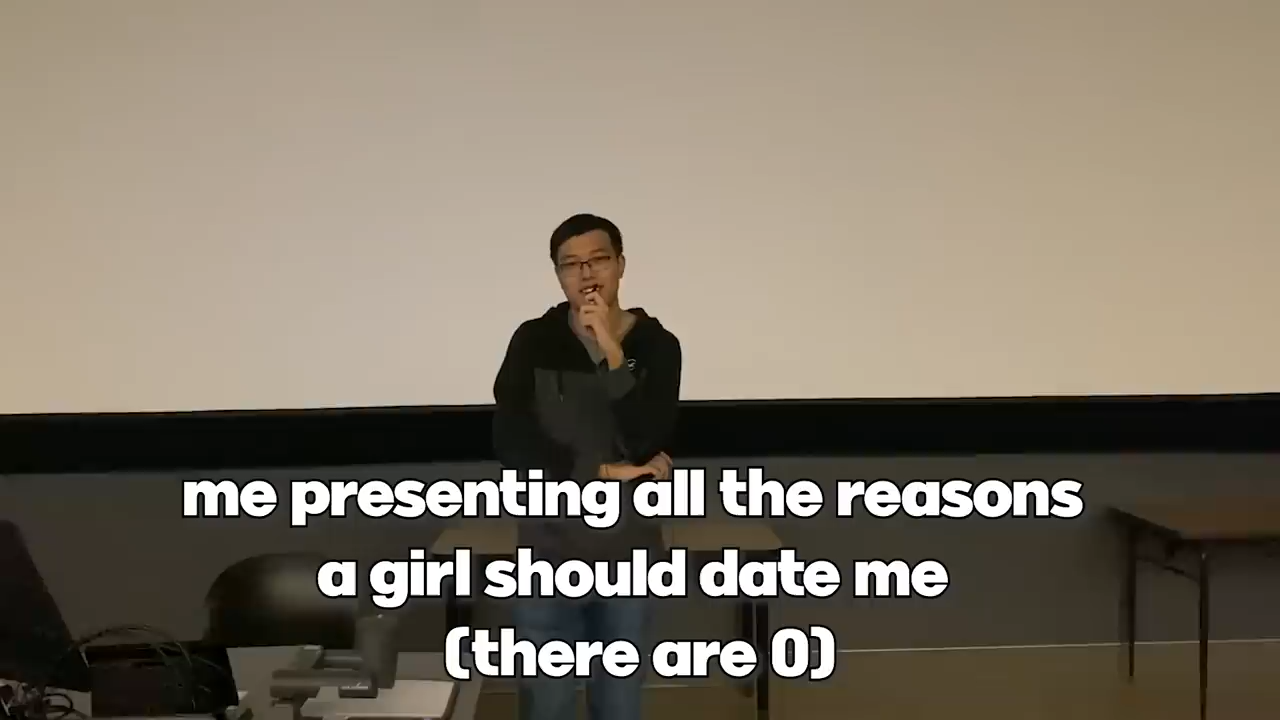 me presenting all the reasons
a girl should date me
(there are 0)